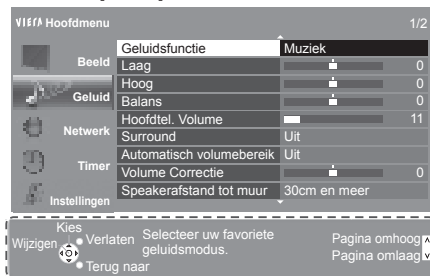 VIErA Hoofdmenu 1/2
Beeld
Geluid
Netwerk
Timer
Instellingen
Geluidsfunctie Muziek
Laag 0
Hoog 0
Balans 0
Hoofdtel. Volume 11
Surround Uit
Automatisch volumebereik Uit
Volume Correctie 0
Speakerafstand tot muur 30cm en meer
Kies
Wijzigen
Verlaten
Terug naar
Selecteer uw favoriete
geluidsmodus.
Pagina omhoog
Pagina omlaag